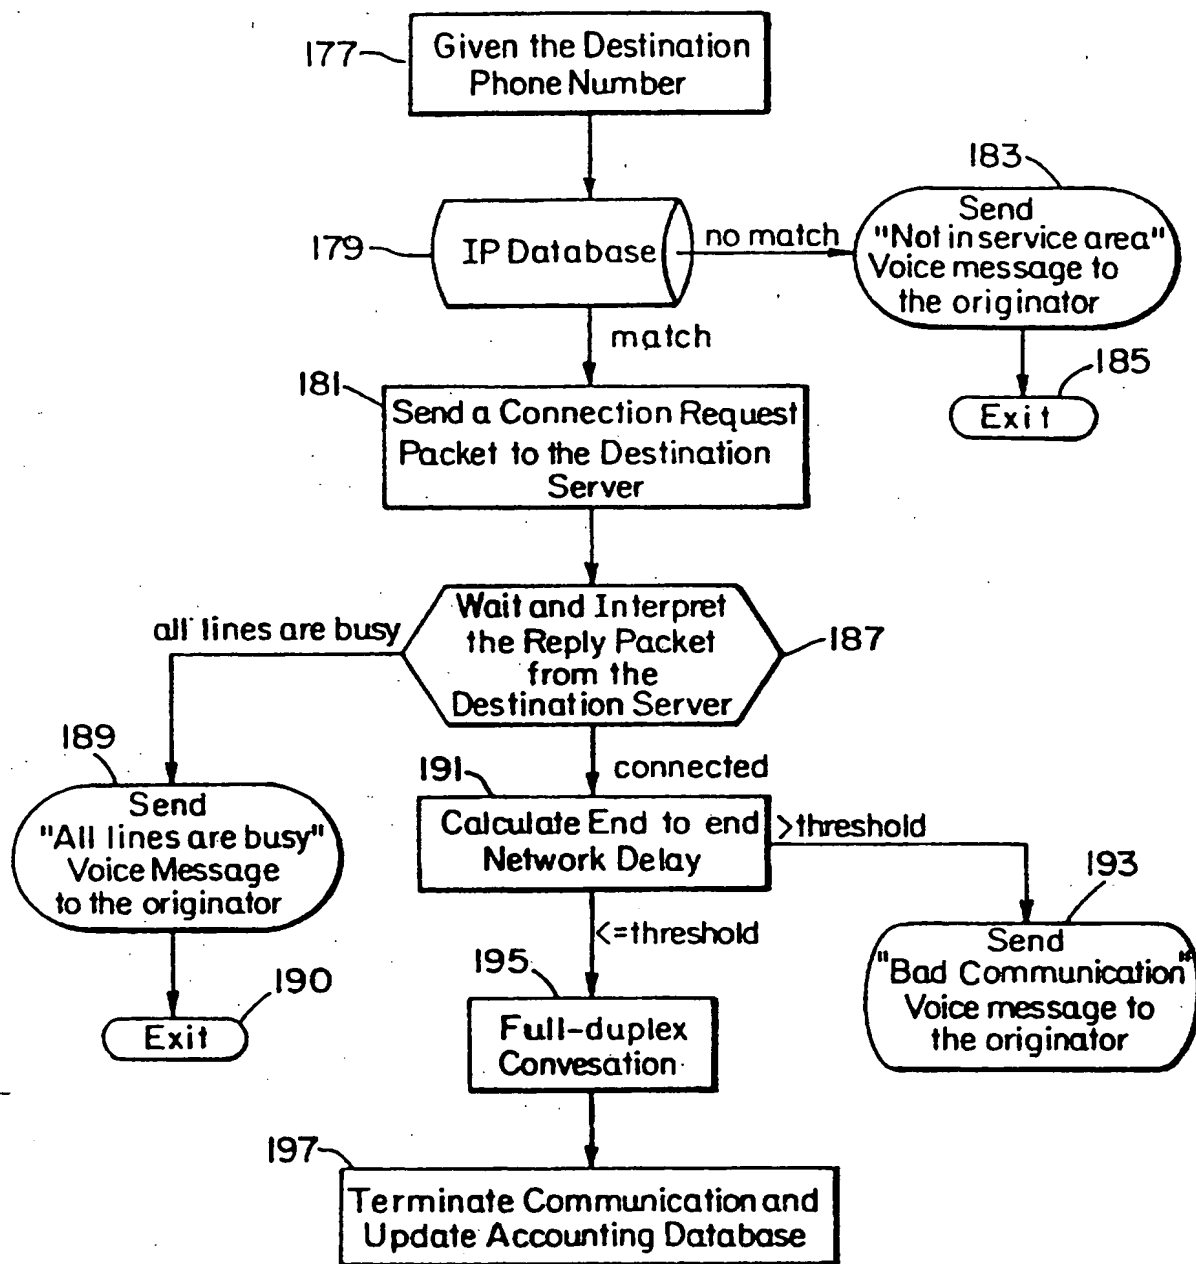 177
Given the Destination
Phone Number
183
Send
"Not in service area"
Voice message to
the originator
179
IP Database
no match
match
185
Exit
181
Send a Connection Request
Packet to the Destination
Server
all lines are busy
Wait and Interpret
the Reply Packet
from the
Destination Server
187
189
Send
"All lines are busy"
Voice Message
to the originator
connected
191
Calculate End to end
Network Delay
>threshold
193
Send
"Bad Communication"
Voice message to
the originator
<=threshold
190
Exit
195
Full-duplex
Convesation
197
Terminate Communication and
Update Accounting Database